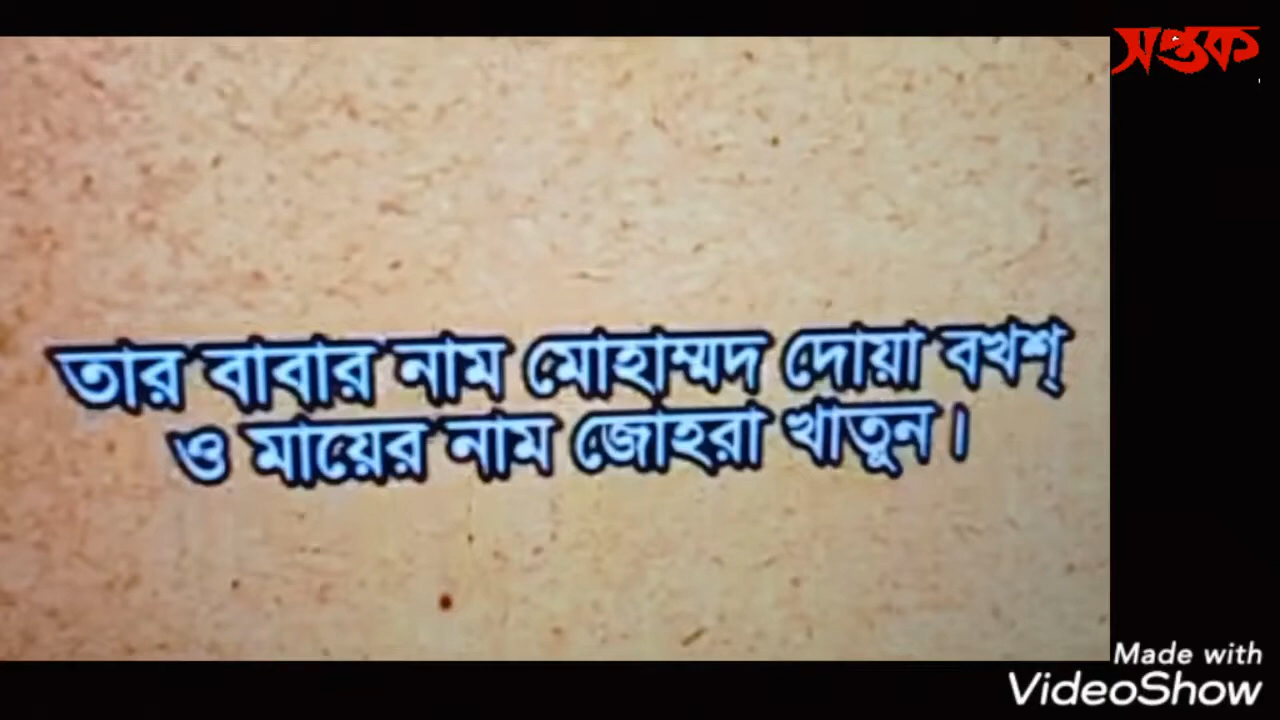 সপ্তক
তার বাবার নাম মোহাম্মদ দোয়া বখশ্
ও মায়ের নাম জোহরা খাতুন।
Made with
VideoShow